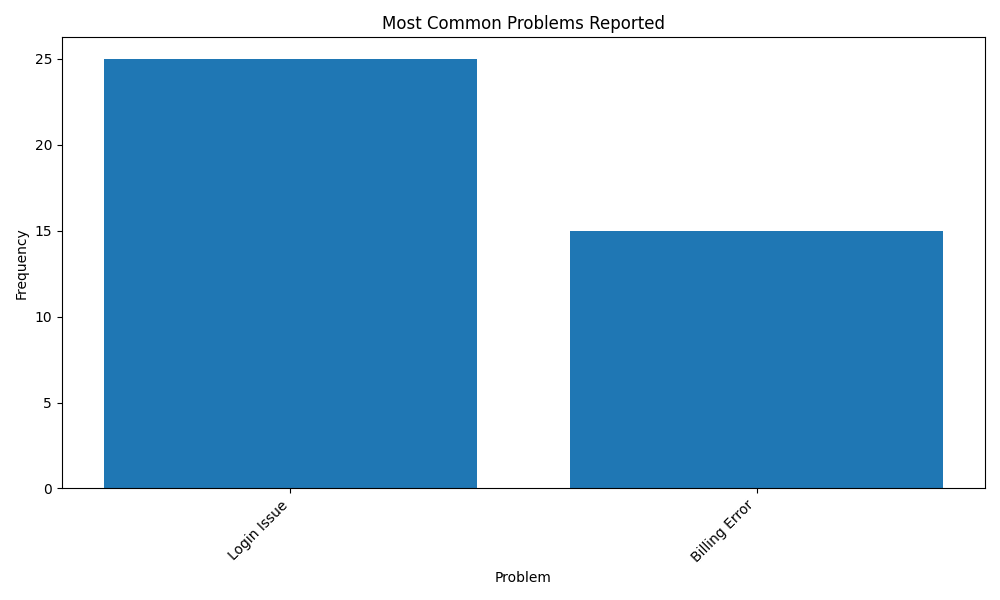 Most Common Problems Reported
Frequency
25
20
15
10
5
0
Login Issue
Billing Error
Problem